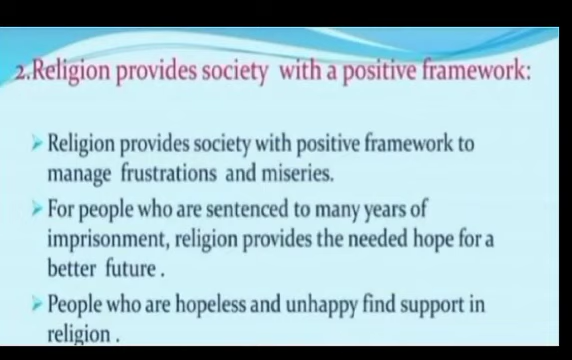 2.Religion provides society with a positive framework:
➢ Religion provides society with positive framework to
manage frustrations and miseries.
➢ For people who are sentenced to many years of
imprisonment, religion provides the needed hope for a
better future .
➢ People who are hopeless and unhappy find support in
religion .